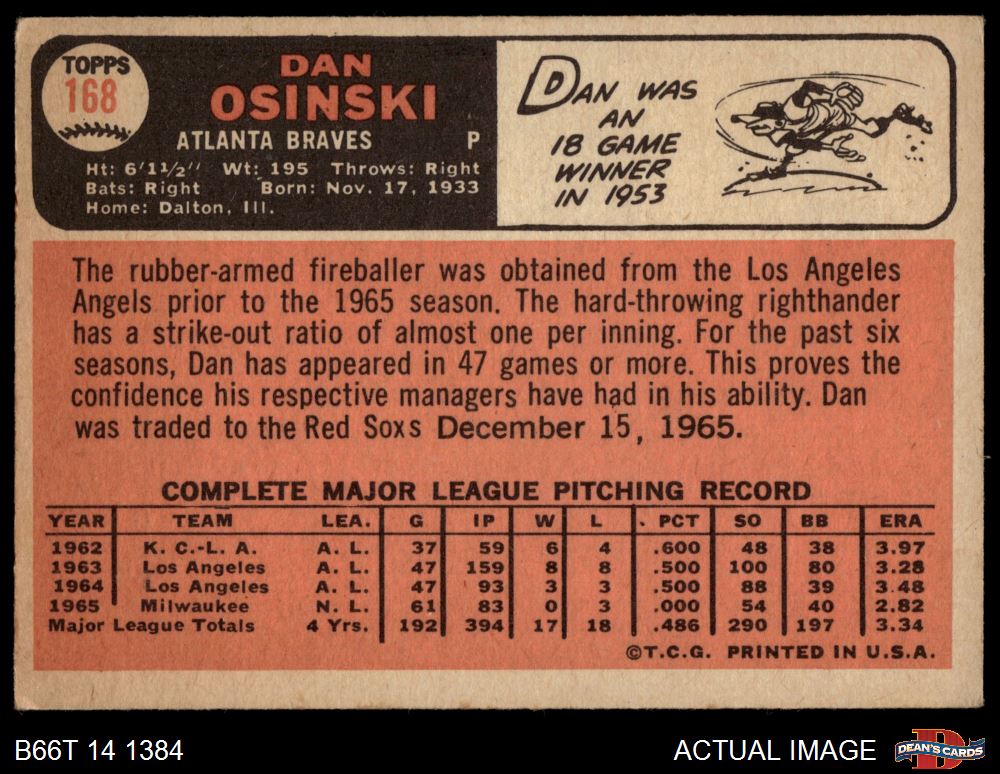 TOPPS
168
DAN
OSINSKI
ATLANTA BRAVES P
Ht: 6'1 1/2" Wt: 195 Throws: Right
Bats: Right Born: Nov. 17, 1933
Home: Dalton, Ill.
DAN WAS
AN
18 GAME
WINNER
IN 1953
The rubber-armed fireballer was obtained from the Los Angeles
Angels prior to the 1965 season. The hard-throwing righthander
has a strike-out ratio of almost one per inning. For the past six
seasons, Dan has appeared in 47 games or more. This proves the
confidence his respective managers have had in his ability. Dan
was traded to the Red Soxs December 15, 1965.
COMPLETE MAJOR LEAGUE PITCHING RECORD
YEAR TEAM LEA. G IP W L PCT SO BB ERA
1962 K. C.-L. A. A. L. 37 59 6 4 .600 48 38 3.97
1963 Los Angeles A. L. 47 159 8 8 .500 100 80 3.28
1964 Los Angeles A. L. 47 93 3 3 .500 88 39 3.48
1965 Milwaukee N. L. 61 83 0 3 .000 54 40 2.82
Major League Totals 4 Yrs. 192 394 17 18 .486 290 197 3.34
©T.C.G. PRINTED IN U.S.A.
B66T 14 1384
ACTUAL IMAGE
D
DEAN'S CARDS